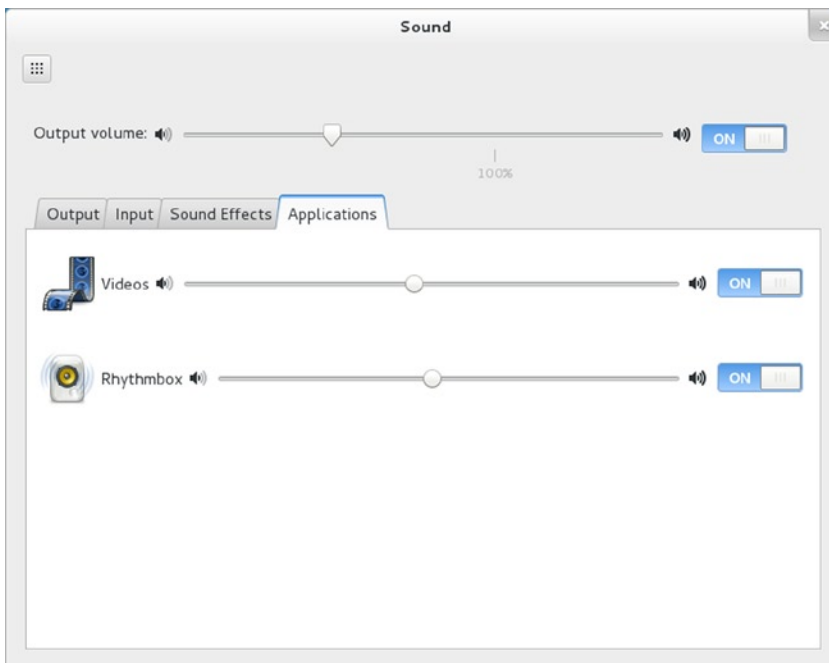 Sound
Output volume:
ON
100%
Output Input Sound Effects Applications
Videos
ON
Rhythmbox
ON